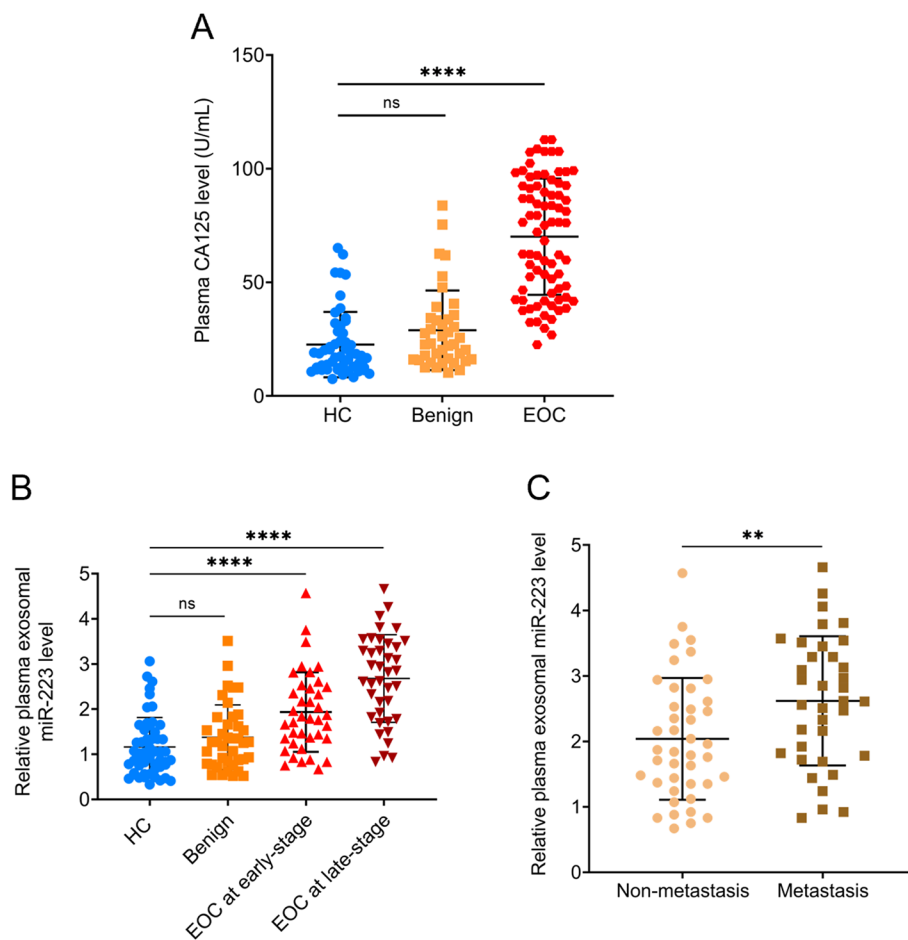 A
Plasma CA125 level (U/mL)
150
100
50
0
****
ns
HC
Benign
EOC
B
Relative plasma exosomal
miR-223 level
5
4
3
2
1
0
****
****
ns
HC
Benign
EOC at early-stage
EOC at late-stage
C
Relative plasma exosomal miR-223 level
5
4
3
2
1
0
**
Non-metastasis
Metastasis